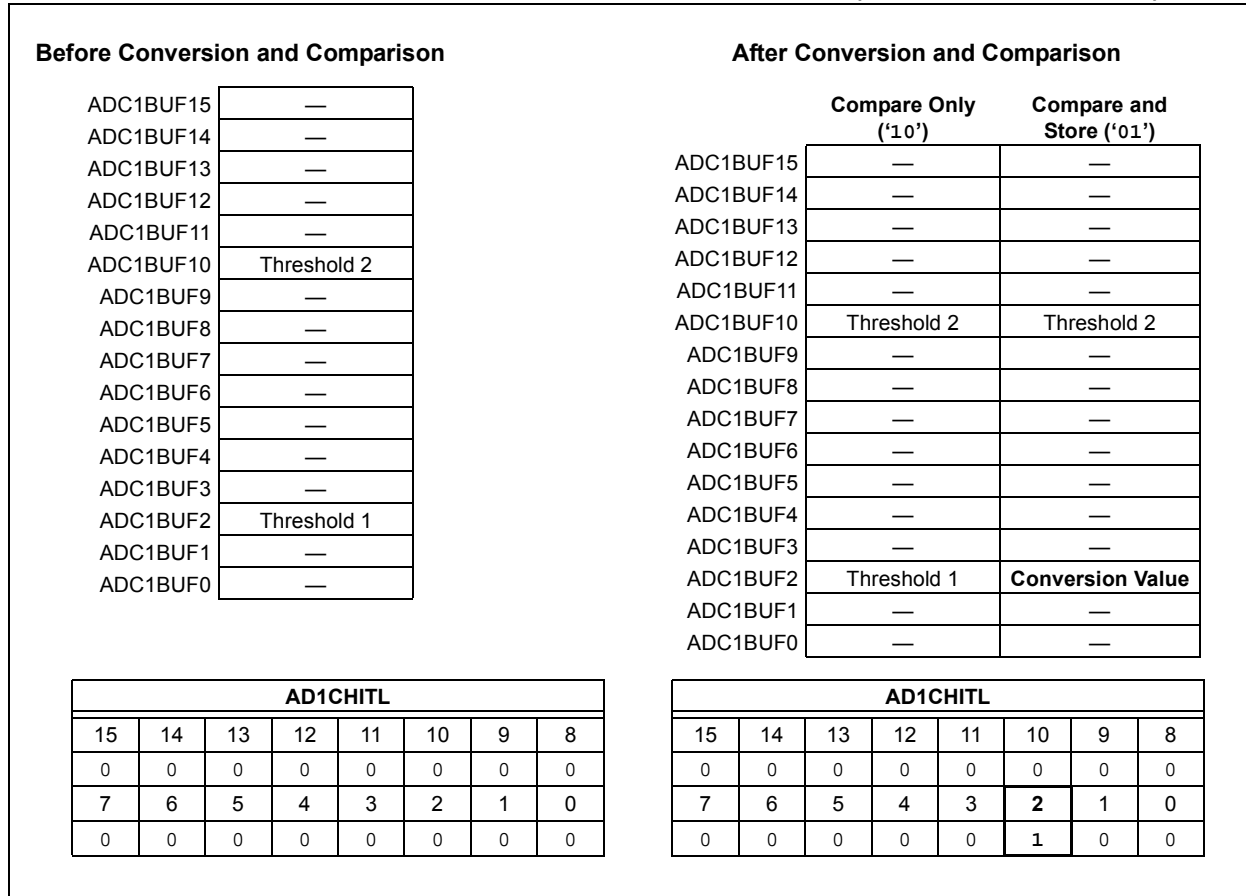 Before Conversion and Comparison
ADC1BUF15 —
ADC1BUF14 —
ADC1BUF13 —
ADC1BUF12 —
ADC1BUF11 —
ADC1BUF10 Threshold 2
ADC1BUF9 —
ADC1BUF8 —
ADC1BUF7 —
ADC1BUF6 —
ADC1BUF5 —
ADC1BUF4 —
ADC1BUF3 —
ADC1BUF2 Threshold 1
ADC1BUF1 —
ADC1BUF0 —
AD1CHITL
15 14 13 12 11 10 9 8
0 0 0 0 0 0 0 0
7 6 5 4 3 2 1 0
0 0 0 0 0 0 0 0
After Conversion and Comparison
Compare Only Compare and
(‘10’) Store (‘01’)
ADC1BUF15 — —
ADC1BUF14 — —
ADC1BUF13 — —
ADC1BUF12 — —
ADC1BUF11 — —
ADC1BUF10 Threshold 2 Threshold 2
ADC1BUF9 — —
ADC1BUF8 — —
ADC1BUF7 — —
ADC1BUF6 — —
ADC1BUF5 — —
ADC1BUF4 — —
ADC1BUF3 — —
ADC1BUF2 Threshold 1 Conversion Value
ADC1BUF1 — —
ADC1BUF0 — —
AD1CHITL
15 14 13 12 11 10 9 8
0 0 0 0 0 0 0 0
7 6 5 4 3 2 1 0
0 0 0 0 0 1 0 0